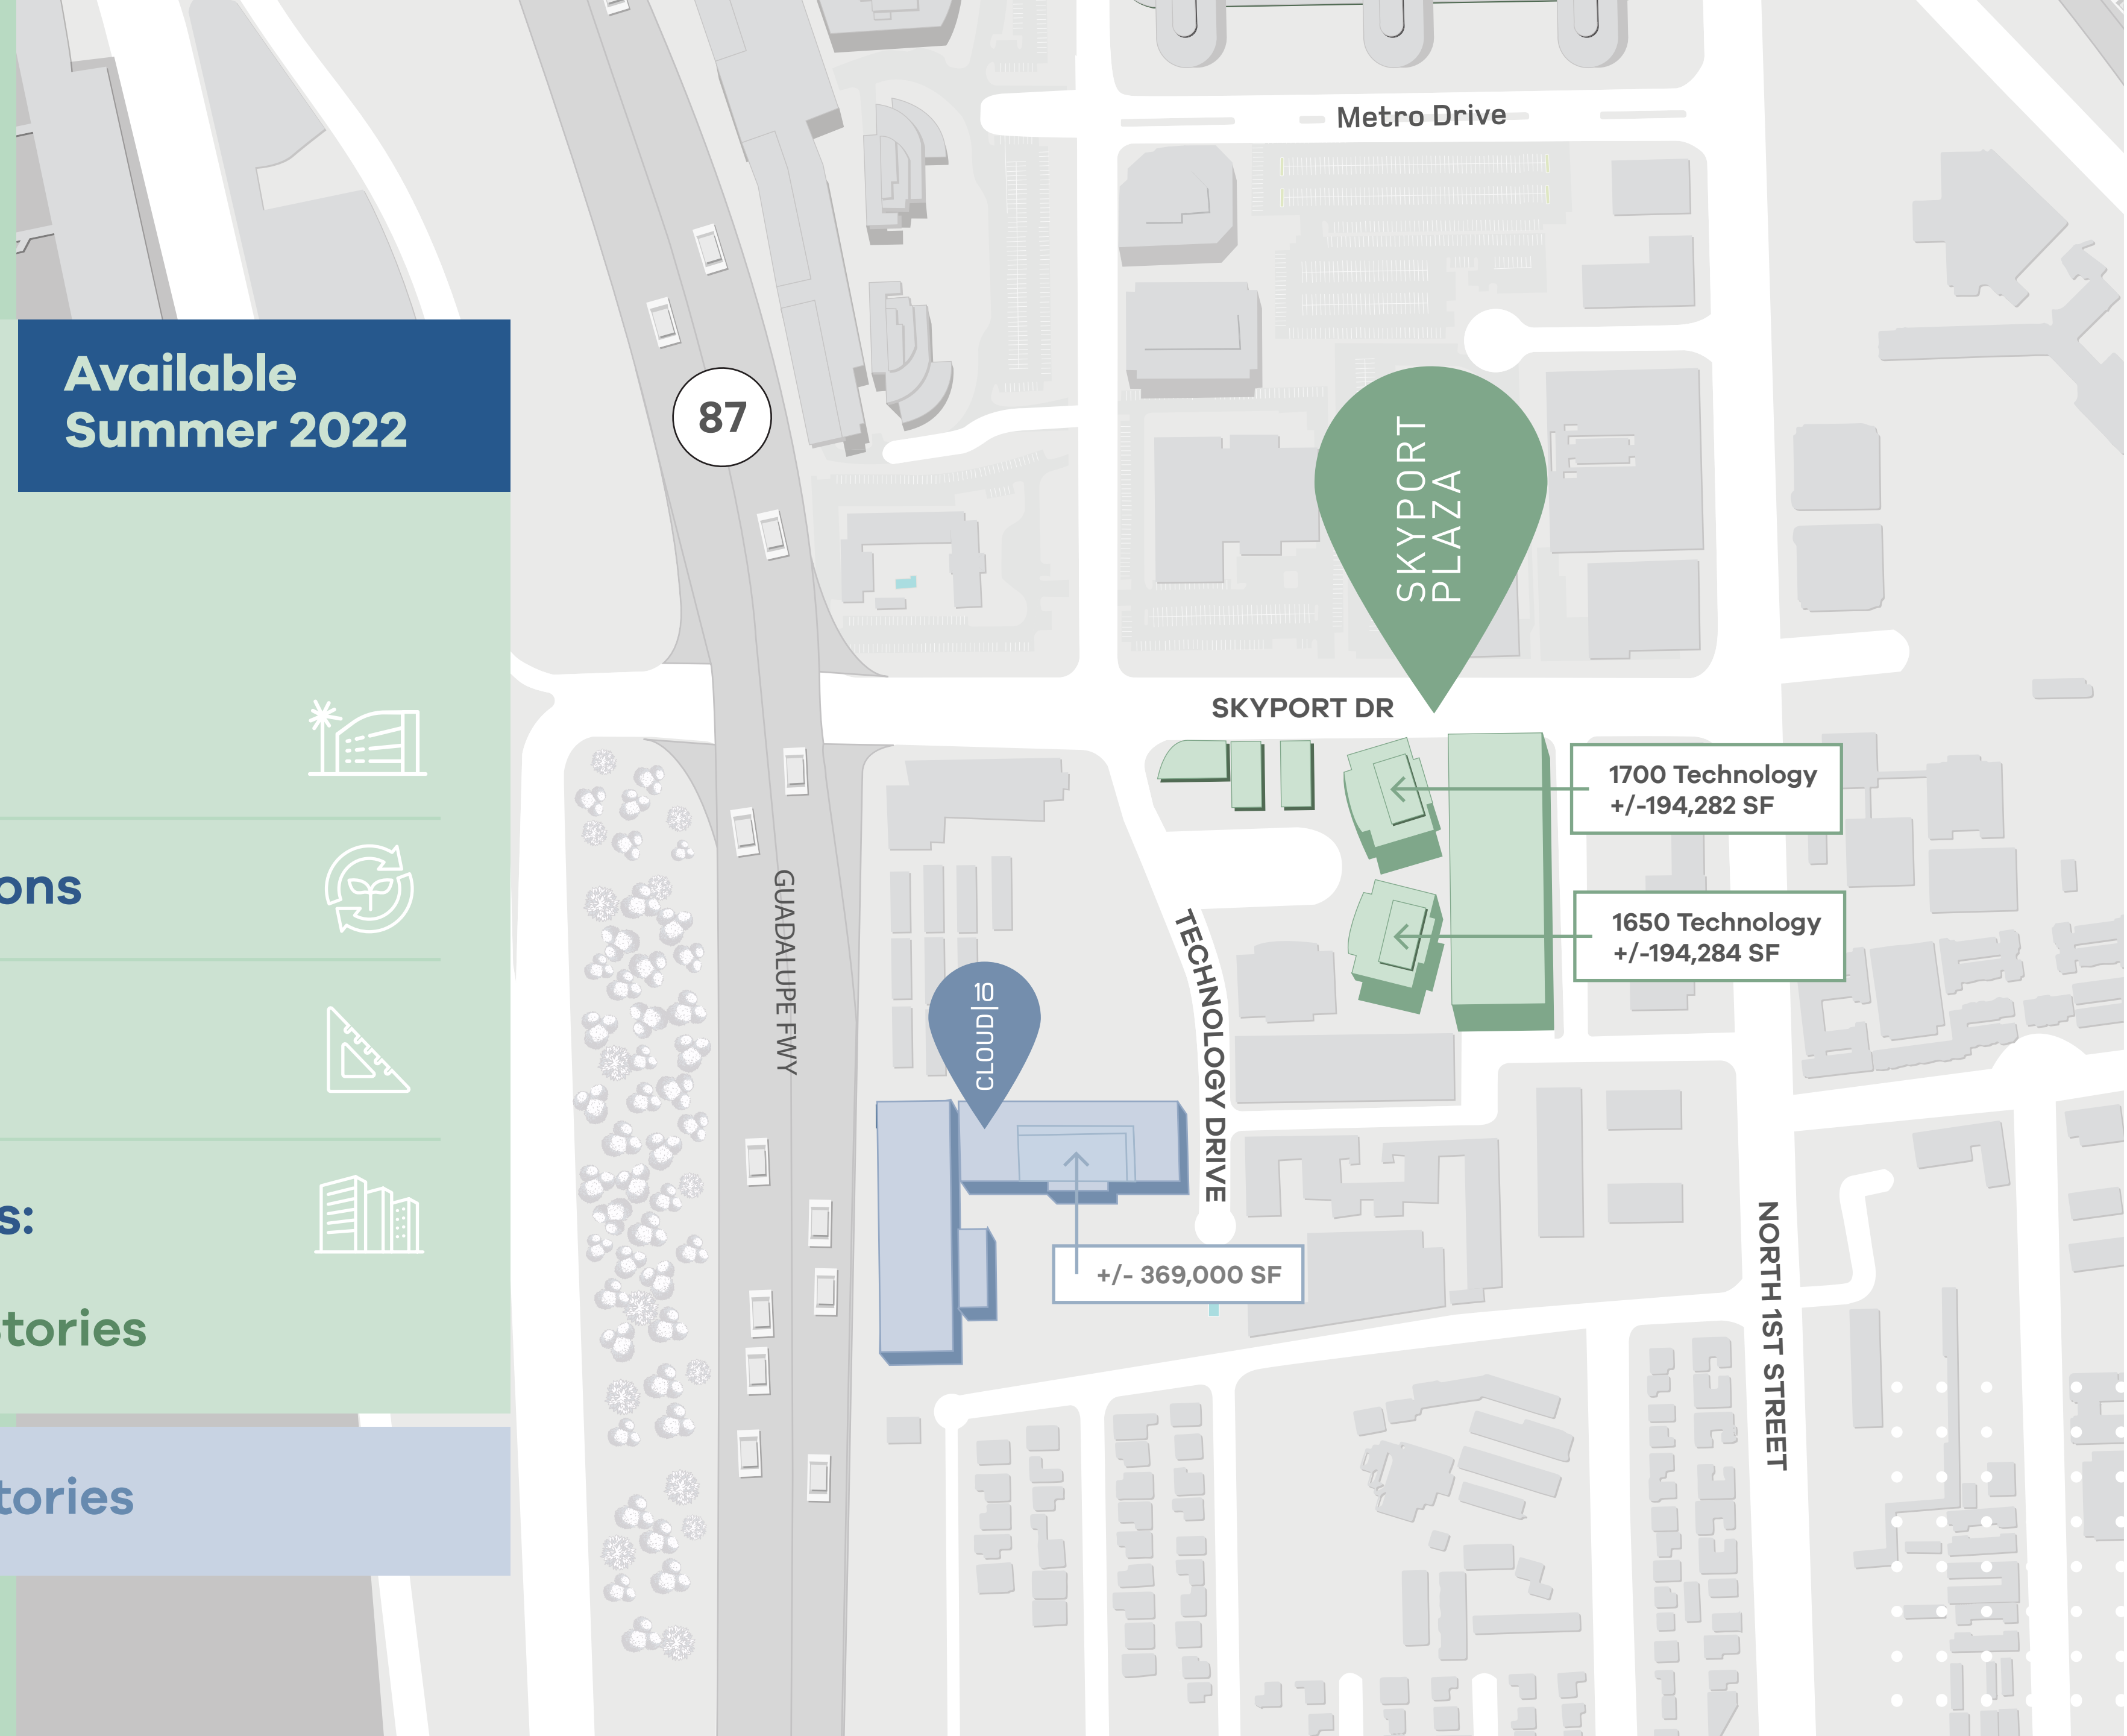 Available
Summer 2022
ons
s:
tories
tories
87
Metro Drive
SKYPORT
PLAZA
SKYPORT DR
1700 Technology
+/-194,282 SF
1650 Technology
+/-194,284 SF
GUADALUPE FWY
TECHNOLOGY DRIVE
CLOUD|10
+/- 369,000 SF
NORTH 1ST STREET